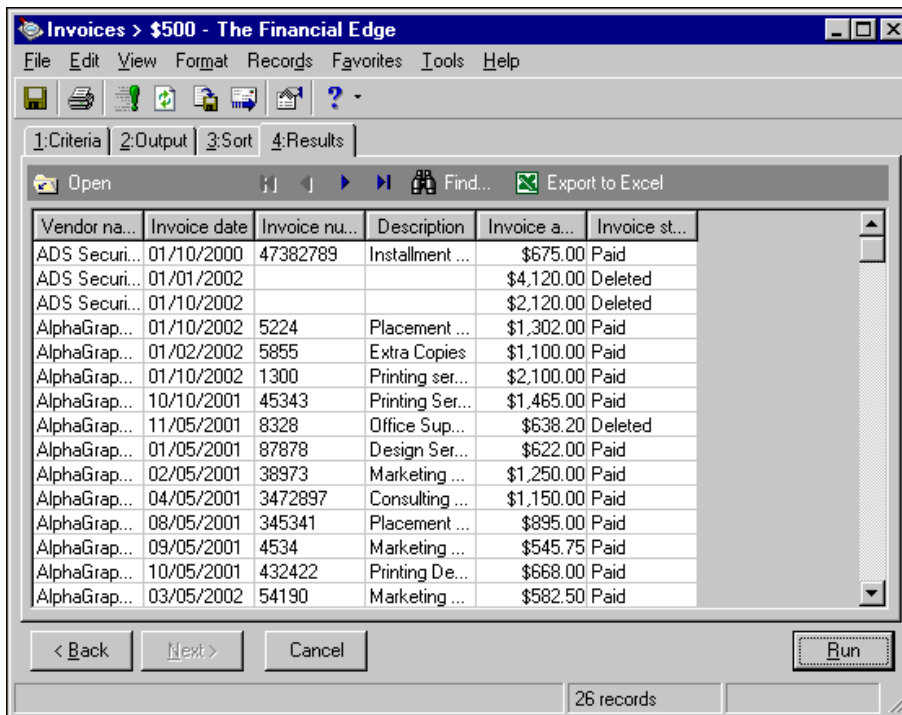 Invoices > $500 - The Financial Edge
File Edit View Format Records Favorites Tools Help
1:Criteria 2:Output 3:Sort 4:Results
Open Find... Export to Excel
Vendor na... Invoice date Invoice nu... Description Invoice a... Invoice st...
ADS Securi... 01/10/2000 47382789 Installment ... $675.00 Paid
ADS Securi... 01/01/2002 $4,120.00 Deleted
ADS Securi... 01/10/2002 $2,120.00 Deleted
AlphaGrap... 01/10/2002 5224 Placement ... $1,302.00 Paid
AlphaGrap... 01/02/2002 5855 Extra Copies $1,100.00 Paid
AlphaGrap... 01/10/2002 1300 Printing ser... $2,100.00 Paid
AlphaGrap... 10/10/2001 45343 Printing Ser... $1,465.00 Paid
AlphaGrap... 11/05/2001 8328 Office Sup... $638.20 Deleted
AlphaGrap... 01/05/2001 87878 Design Ser... $622.00 Paid
AlphaGrap... 02/05/2001 38973 Marketing ... $1,250.00 Paid
AlphaGrap... 04/05/2001 3472897 Consulting ... $1,150.00 Paid
AlphaGrap... 08/05/2001 345341 Placement ... $895.00 Paid
AlphaGrap... 09/05/2001 4534 Marketing ... $545.75 Paid
AlphaGrap... 10/05/2001 432422 Printing De... $668.00 Paid
AlphaGrap... 03/05/2002 54190 Marketing ... $582.50 Paid
< Back Next > Cancel Run
26 records